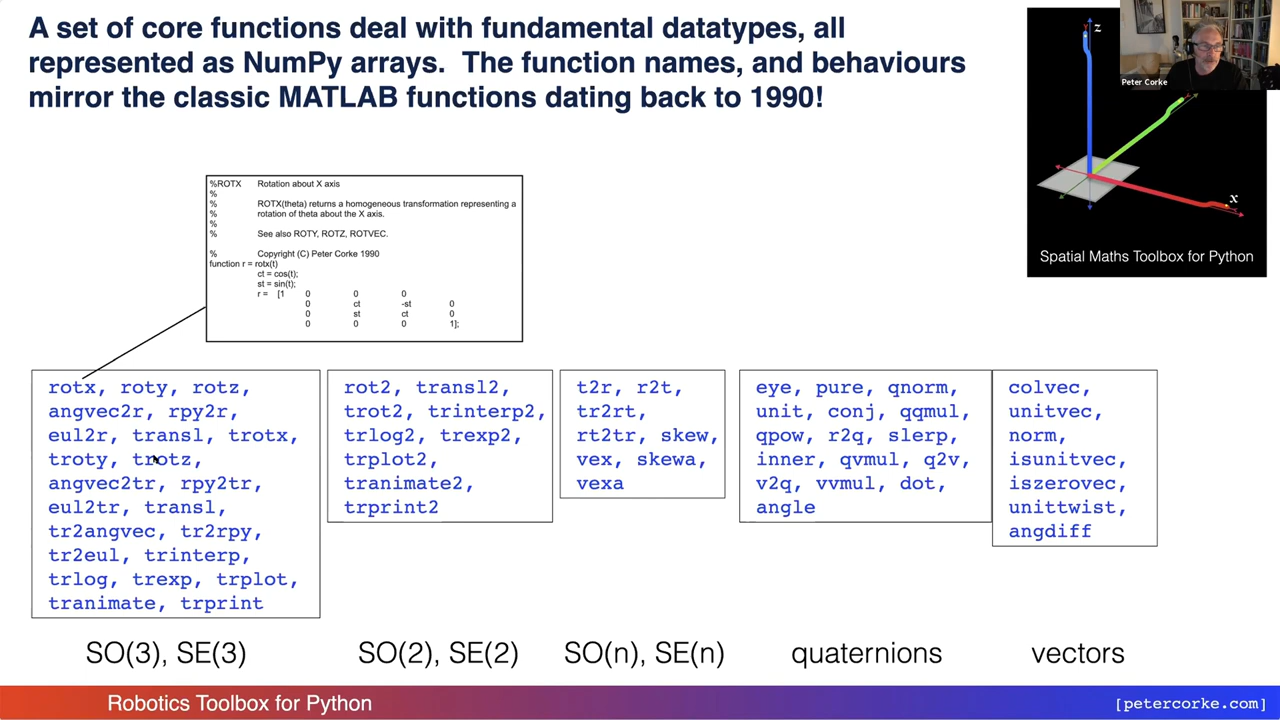 A set of core functions deal with fundamental datatypes, all
represented as NumPy arrays.  The function names, and behaviours
mirror the classic MATLAB functions dating back to 1990!
z
Peter Corke
x
Spatial Maths Toolbox for Python
%ROTX Rotation about X axis
%
% ROTX(theta) returns a homogeneous transformation representing a
% rotation of theta about the X axis.
%
% See also ROTY, ROTZ, ROTVEC.
% Copyright (C) Peter Corke 1990
function r = rotx(t)
ct = cos(t);
st = sin(t);
r = [1 0 0 0
0 ct -st 0
0 st ct 0
0 0 0 1];
rotx, roty, rotz,
angvec2r, rpy2r,
eul2r, transl, trotx,
troty, trotz,
angvec2tr, rpy2tr,
eul2tr, transl,
tr2angvec, tr2rpy,
tr2eul, trinterp,
trlog, trexp, trplot,
tranimate, trprint
SO(3), SE(3)
rot2, transl2,
trot2, trinterp2,
trlog2, trexp2,
trplot2,
tranimate2,
trprint2
SO(2), SE(2)
t2r, r2t,
tr2rt,
rt2tr, skew,
vex, skewa,
vexa
SO(n), SE(n)
eye, pure, qnorm,
unit, conj, qqmul,
qpow, r2q, slerp,
inner, qvmul, q2v,
v2q, vvmul, dot,
angle
quaternions
colvec,
unitvec,
norm,
isunitvec,
iszerovec,
unittwist,
angdiff
vectors
Robotics Toolbox for Python
[petercorke.com]